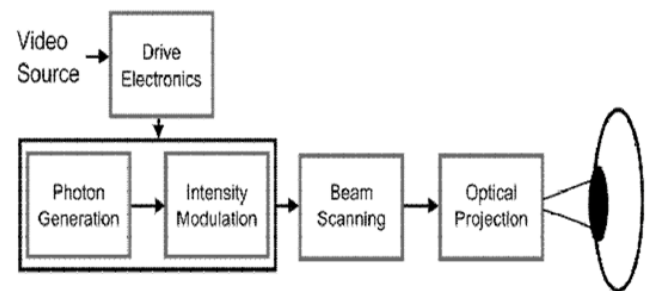 Video
Source
Drive
Electronics
Photon
Generation
Intensity
Modulation
Beam
Scanning
Optical
Projection